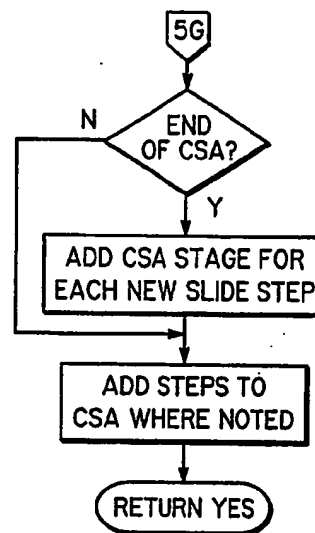 5G
END
OF CSA?
N
Y
ADD CSA STAGE FOR
EACH NEW SLIDE STEP
ADD STEPS TO
CSA WHERE NOTED
RETURN YES